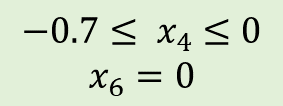 −0.7 ≤ x₄ ≤ 0
x₆ = 0